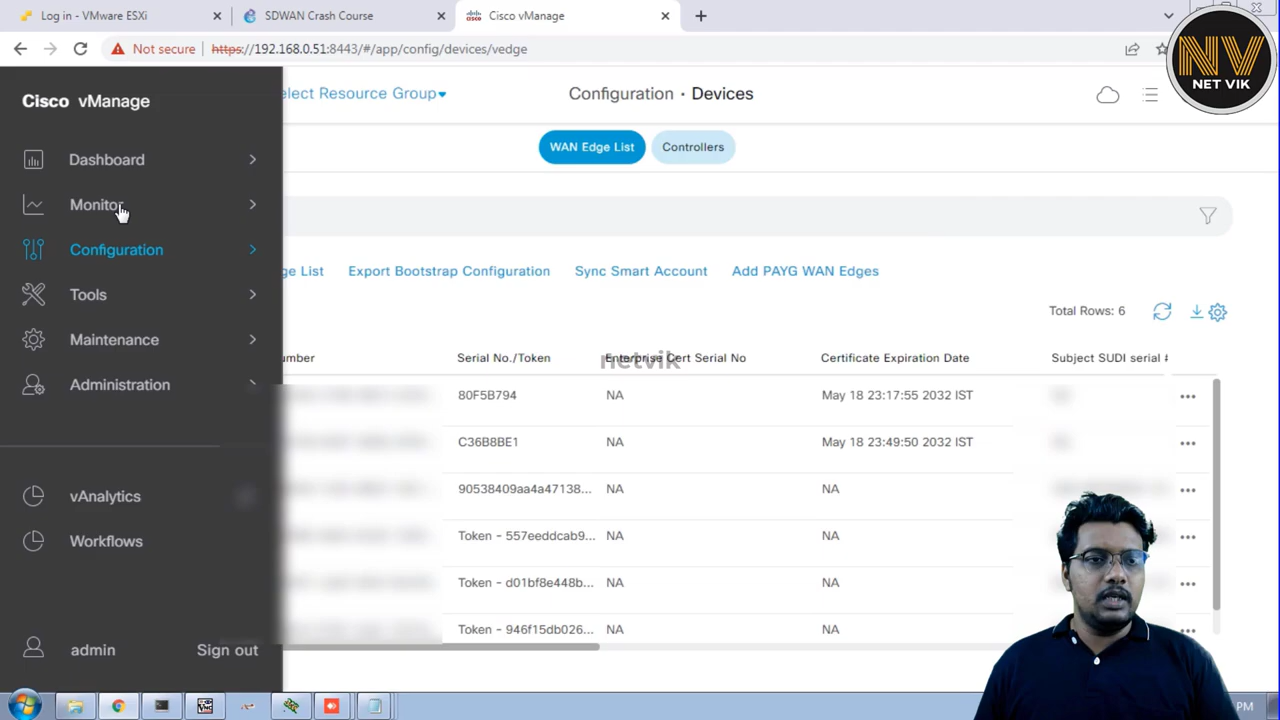 Log in - VMware ESXi
SDWAN Crash Course
Cisco vManage
Not secure
https://192.168.0.51:8443/#/app/config/devices/vedge
NV
NET VIK
Cisco vManage
elect Resource Group
Configuration · Devices
Dashboard
WAN Edge List
Controllers
Monitor
Configuration
ge List
Export Bootstrap Configuration
Sync Smart Account
Add PAYG WAN Edges
Tools
Total Rows: 6
Maintenance
umber
Serial No./Token
Enterprise Cert Serial No
Certificate Expiration Date
Subject SUDI serial #
netvik
Administration
80F5B794
NA
May 18 23:17:55 2032 IST
C36B8BE1
NA
May 18 23:49:50 2032 IST
vAnalytics
90538409aa4a47138...
NA
NA
Workflows
Token - 557eeddcab9...
NA
NA
Token - d01bf8e448b...
NA
NA
Token - 946f15db026...
NA
NA
admin
Sign out
PM